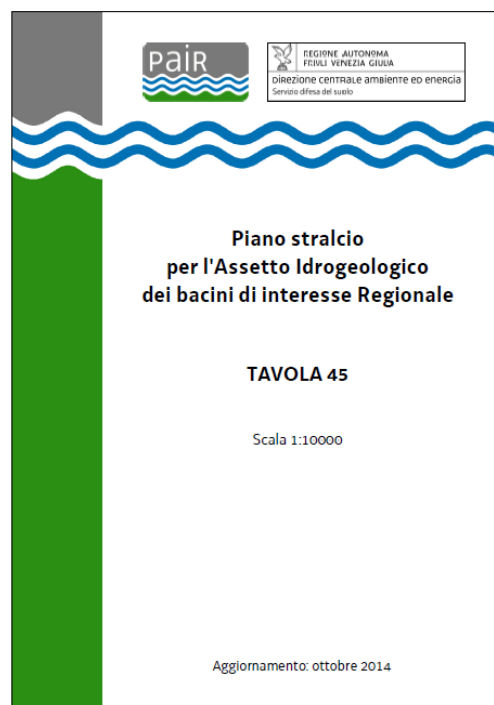 paiR
REGIONE AUTONOMA
FRIULI VENEZIA GIULIA
DIREZIONE CENTRALE AMBIENTE ED ENERGIA
Servizio difesa del suolo
Piano stralcio
per l'Assetto Idrogeologico
dei bacini di interesse Regionale
TAVOLA 45
Scala 1:10000
Aggiornamento: ottobre 2014